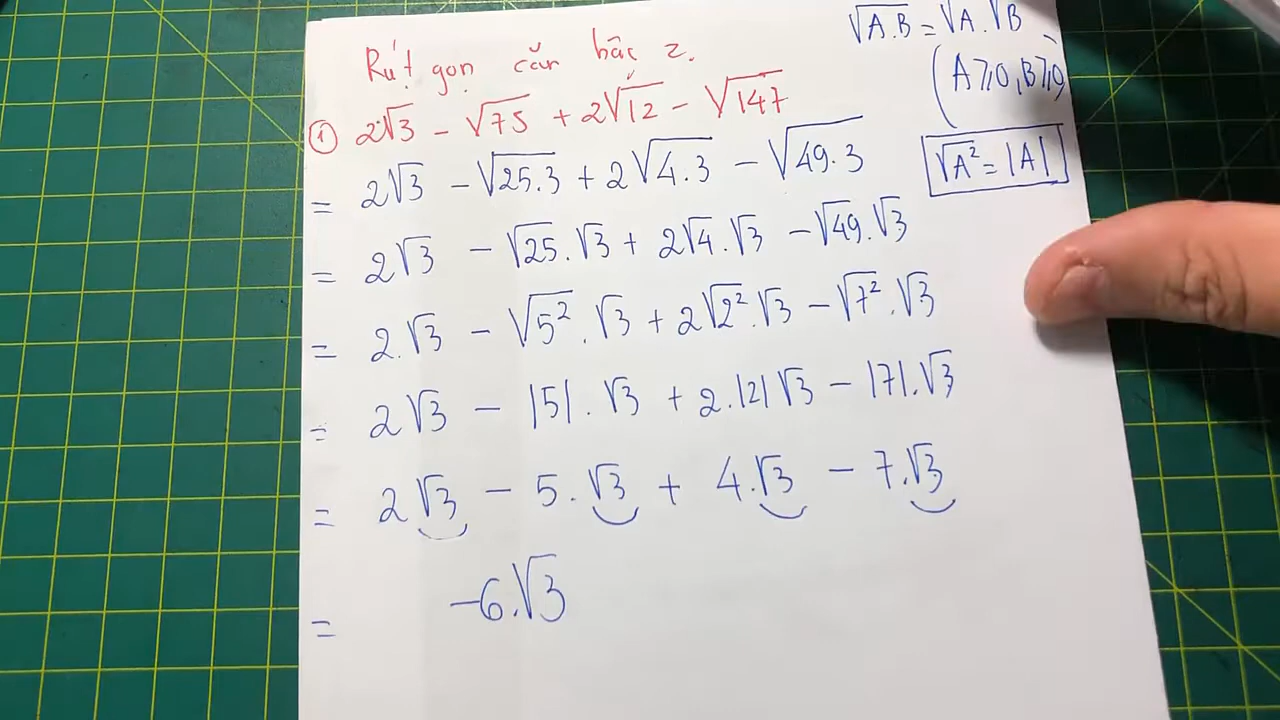 Rút gọn căn bậc 2.
① 2√3 - √75 + 2√12 - √147
= 2√3 - √25.3 + 2√4.3 - √49.3
= 2√3 - √25.√3 + 2√4.√3 - √49.√3
= 2.√3 - √5².√3 + 2√2².√3 - √7².√3
= 2√3 - |5|.√3 + 2.|2|√3 - |7|.√3
= 2√3 - 5.√3 + 4.√3 - 7.√3
= -6.√3
√A.B = √A.√B
(A⩾0, B⩾0
√A² = |A|